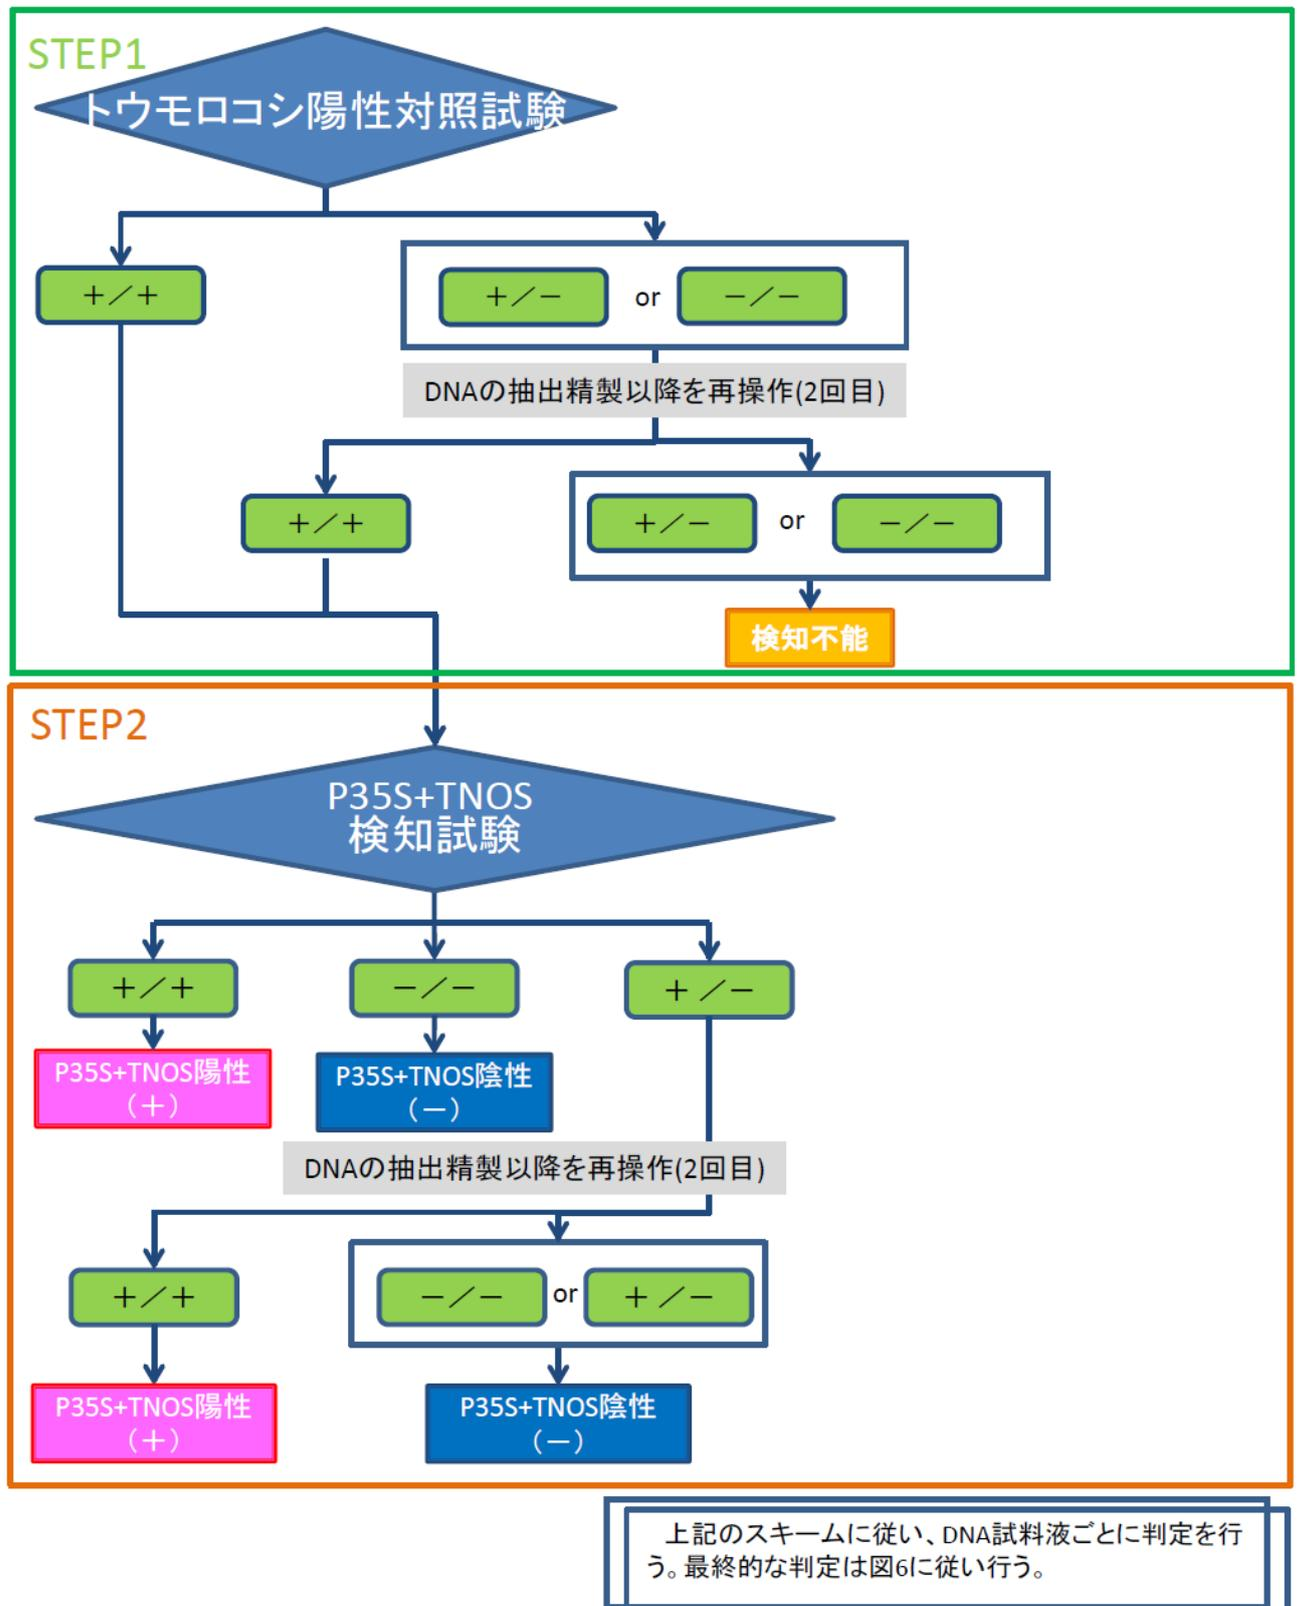 STEP1
トウモロコシ陽性対照試験
+／+
+／− or −／−
DNAの抽出精製以降を再操作(2回目)
+／+
+／− or −／−
検知不能
STEP2
P35S+TNOS
検知試験
+／+
−／−
+ ／−
P35S+TNOS陽性
（＋）
P35S+TNOS陰性
（−）
DNAの抽出精製以降を再操作(2回目)
+／+
−／− or + ／−
P35S+TNOS陽性
（＋）
P35S+TNOS陰性
（−）
上記のスキームに従い、DNA試料液ごとに判定を行
う。最終的な判定は図6に従い行う。